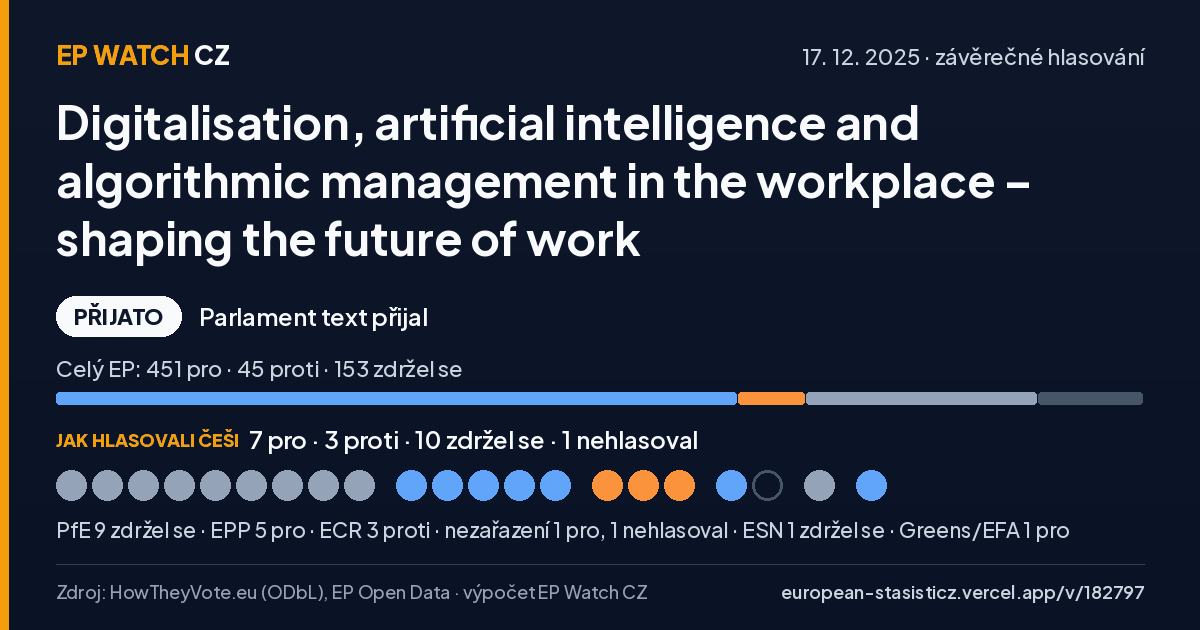 EP WATCH CZ
17. 12. 2025 · závěrečné hlasování
Digitalisation, artificial intelligence and
algorithmic management in the workplace –
shaping the future of work
PŘIJATO Parlament text přijal
Celý EP: 451 pro · 45 proti · 153 zdržel se
JAK HLASOVALI ČEŠI 7 pro · 3 proti · 10 zdržel se · 1 nehlasoval
PfE 9 zdržel se · EPP 5 pro · ECR 3 proti · nezařazení 1 pro, 1 nehlasoval · ESN 1 zdržel se · Greens/EFA 1 pro
Zdroj: HowTheyVote.eu (ODbL), EP Open Data · výpočet EP Watch CZ
european-stasisticz.vercel.app/v/182797